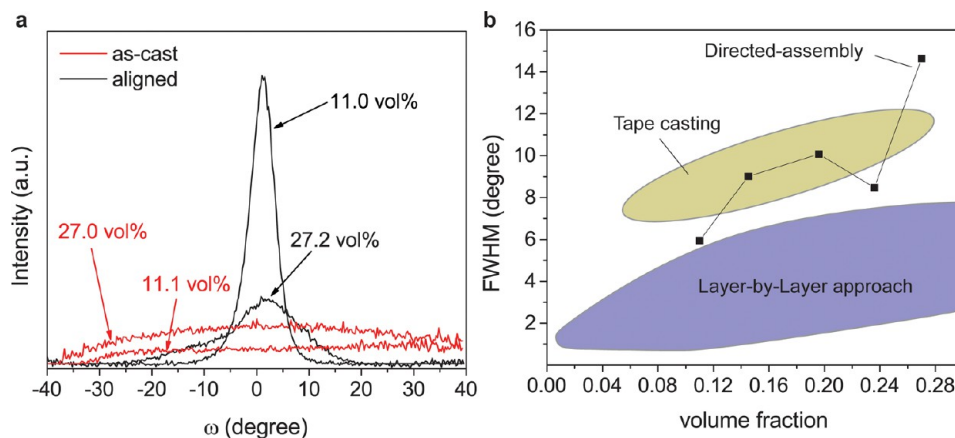 a
as-cast
aligned
11.0 vol%
27.0 vol%
27.2 vol%
11.1 vol%
Intensity (a.u.)
-40 -30 -20 -10 0 10 20 30 40
ω (degree)
b
16
14
12
10
8
6
4
2
FWHM (degree)
Directed-assembly
Tape casting
Layer-by-Layer approach
0.00 0.04 0.08 0.12 0.16 0.20 0.24 0.28
volume fraction